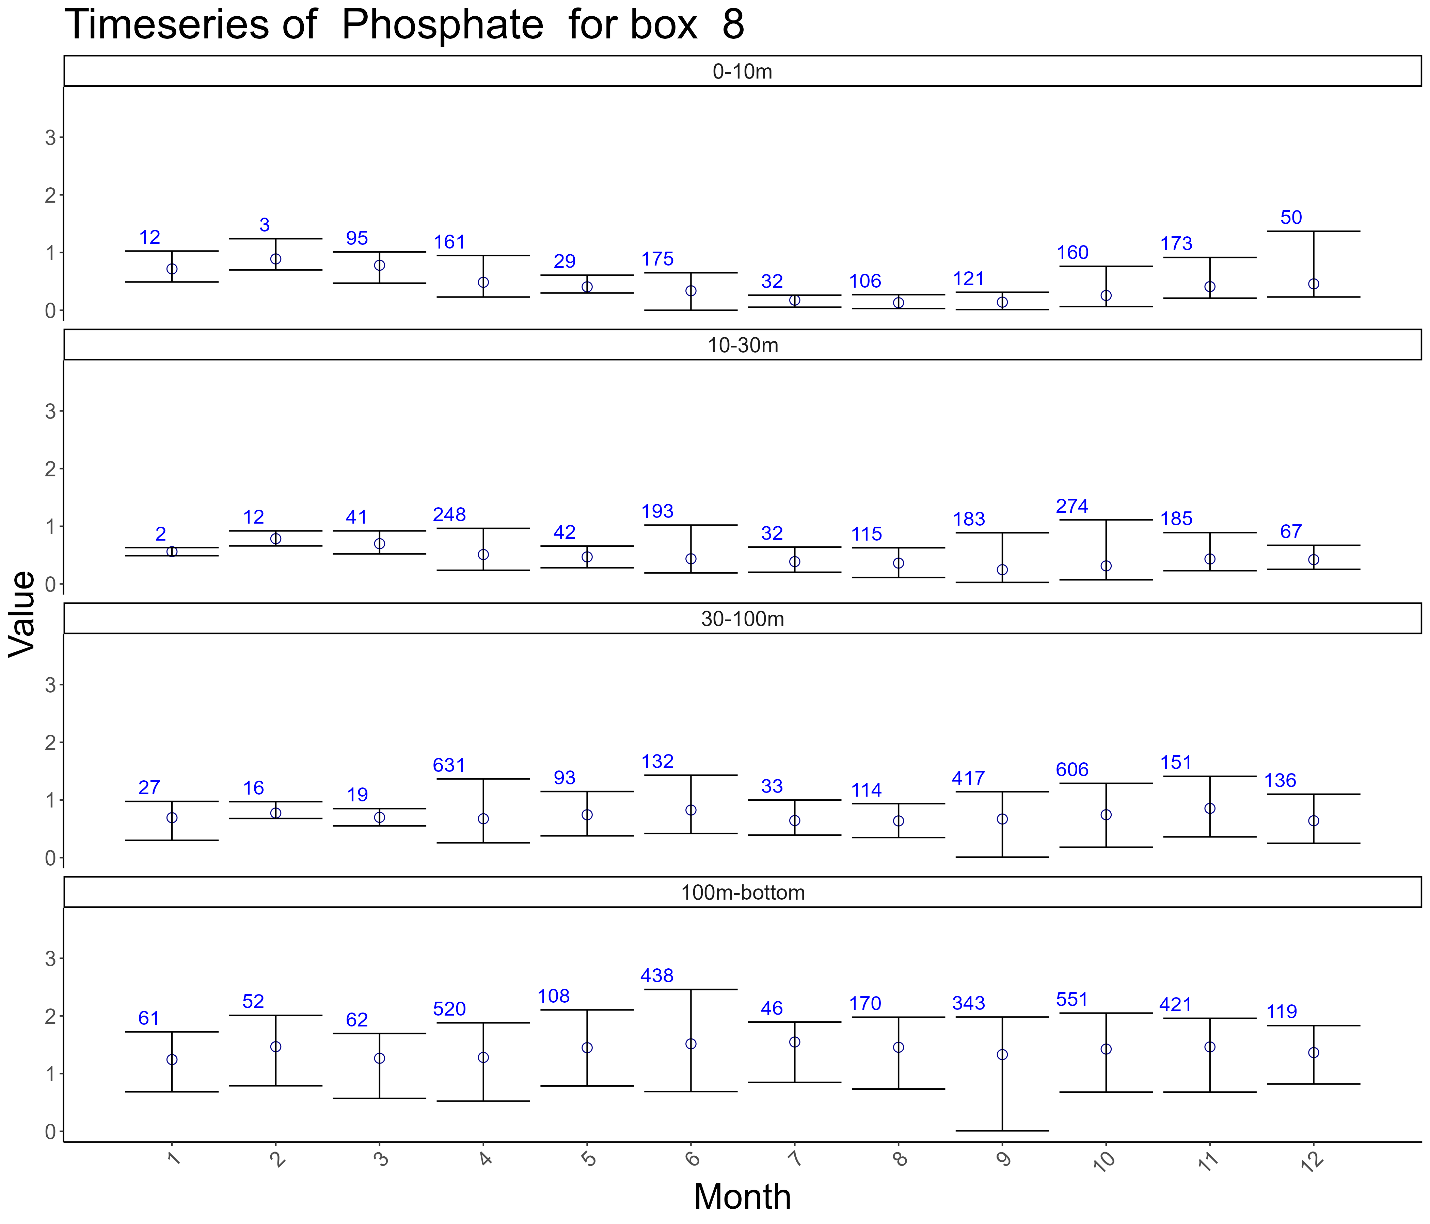 Timeseries of  Phosphate  for box  8
0-10m
3
2
1
0
12 3 95 161 29 175 32 106 121 160 173 50
10-30m
3
2
1
0
2 12 41 248 42 193 32 115 183 274 185 67
Value
30-100m
3
2
1
0
27 16 19 631 93 132 33 114 417 606 151 136
100m-bottom
3
2
1
0
61 52 62 520 108 438 46 170 343 551 421 119
1 2 3 4 5 6 7 8 9 10 11 12
Month